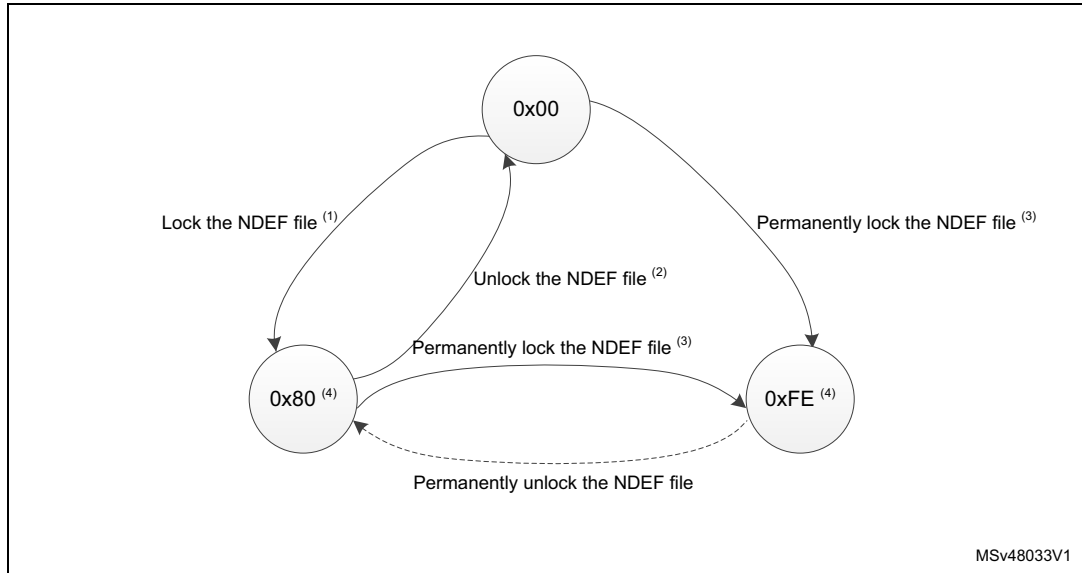 0x00
Lock the NDEF file (1)
Permanently lock the NDEF file (3)
Unlock the NDEF file (2)
Permanently lock the NDEF file (3)
0x80 (4)
0xFE (4)
Permanently unlock the NDEF file
MSv48033V1